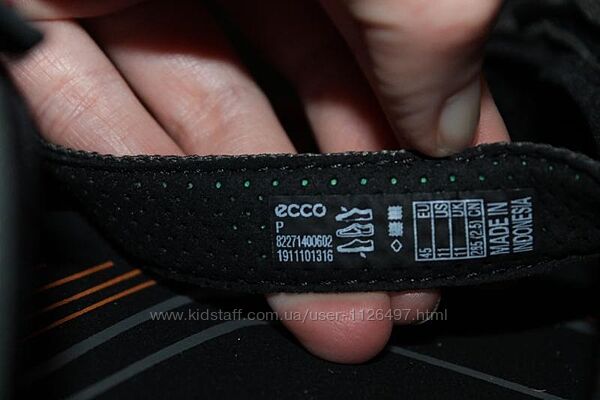 ecco
P
82271400602
1911101316
45 EU
11 US
11 UK
285 (2.5) CN
MADE IN
INDONESIA
www.kidstaff.com.ua/user-1126497.html